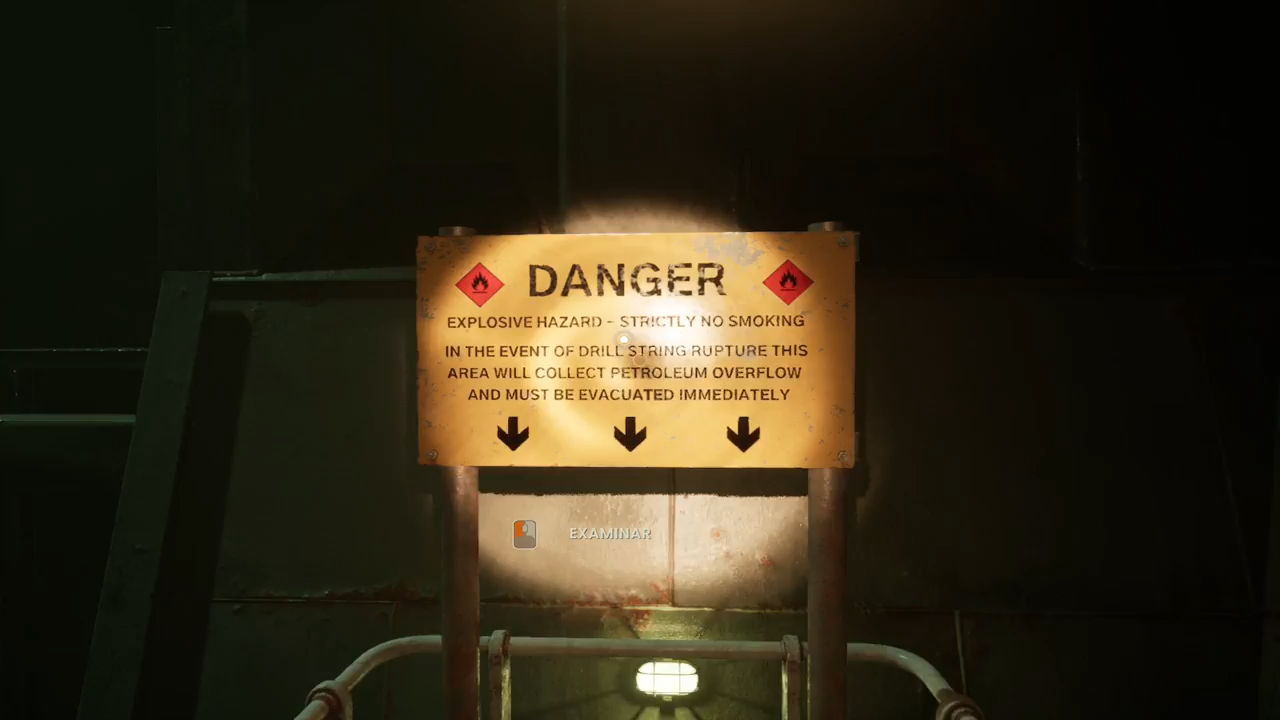 DANGER
EXPLOSIVE HAZARD - STRICTLY NO SMOKING
IN THE EVENT OF DRILL STRING RUPTURE THIS
AREA WILL COLLECT PETROLEUM OVERFLOW
AND MUST BE EVACUATED IMMEDIATELY
EXAMINAR